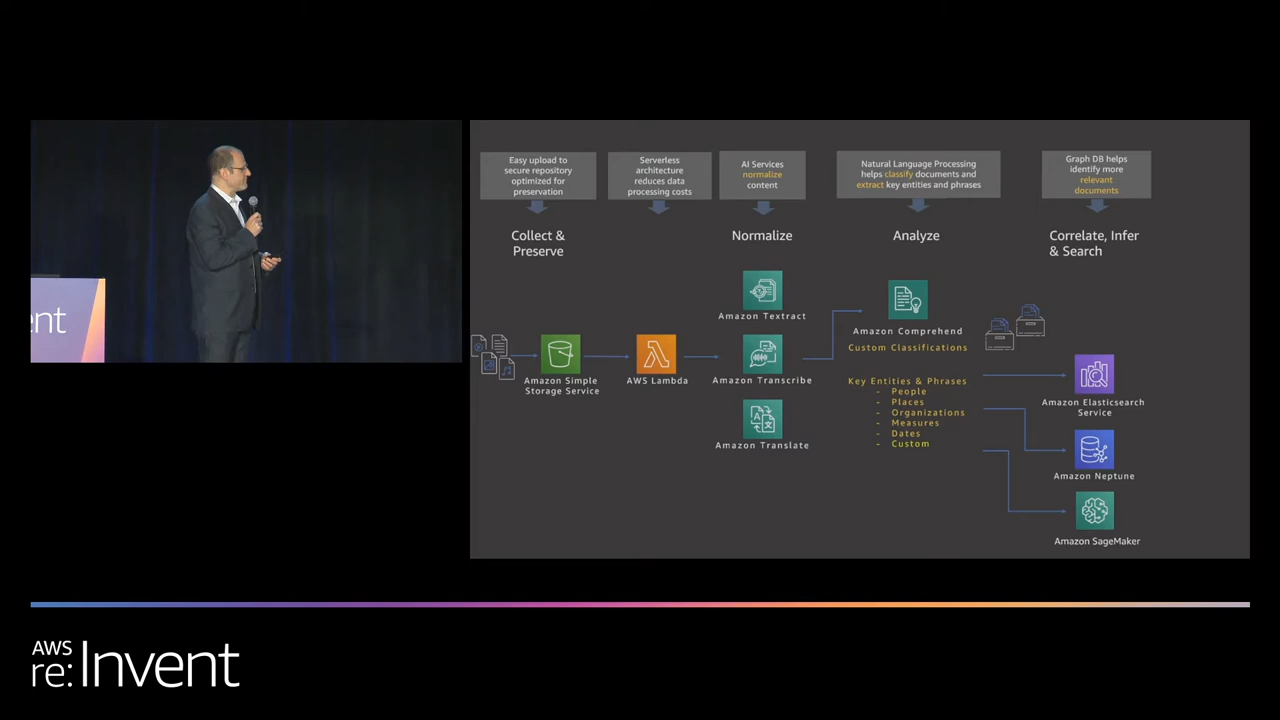 Easy upload to
secure repository
optimized for
preservation
Serverless
architecture
reduces data
processing costs
AI Services
normalize
content
Natural Language Processing
helps classify documents and
extract key entities and phrases
Graph DB helps
identify more
relevant
documents
Collect &
Preserve
Normalize
Analyze
Correlate, Infer
& Search
Amazon Simple
Storage Service
AWS Lambda
Amazon Textract
Amazon Transcribe
Amazon Translate
Amazon Comprehend
Custom Classifications
Key Entities & Phrases
- People
- Places
- Organizations
- Measures
- Dates
- Custom
Amazon Elasticsearch
Service
Amazon Neptune
Amazon SageMaker
ent
AWS
re:Invent